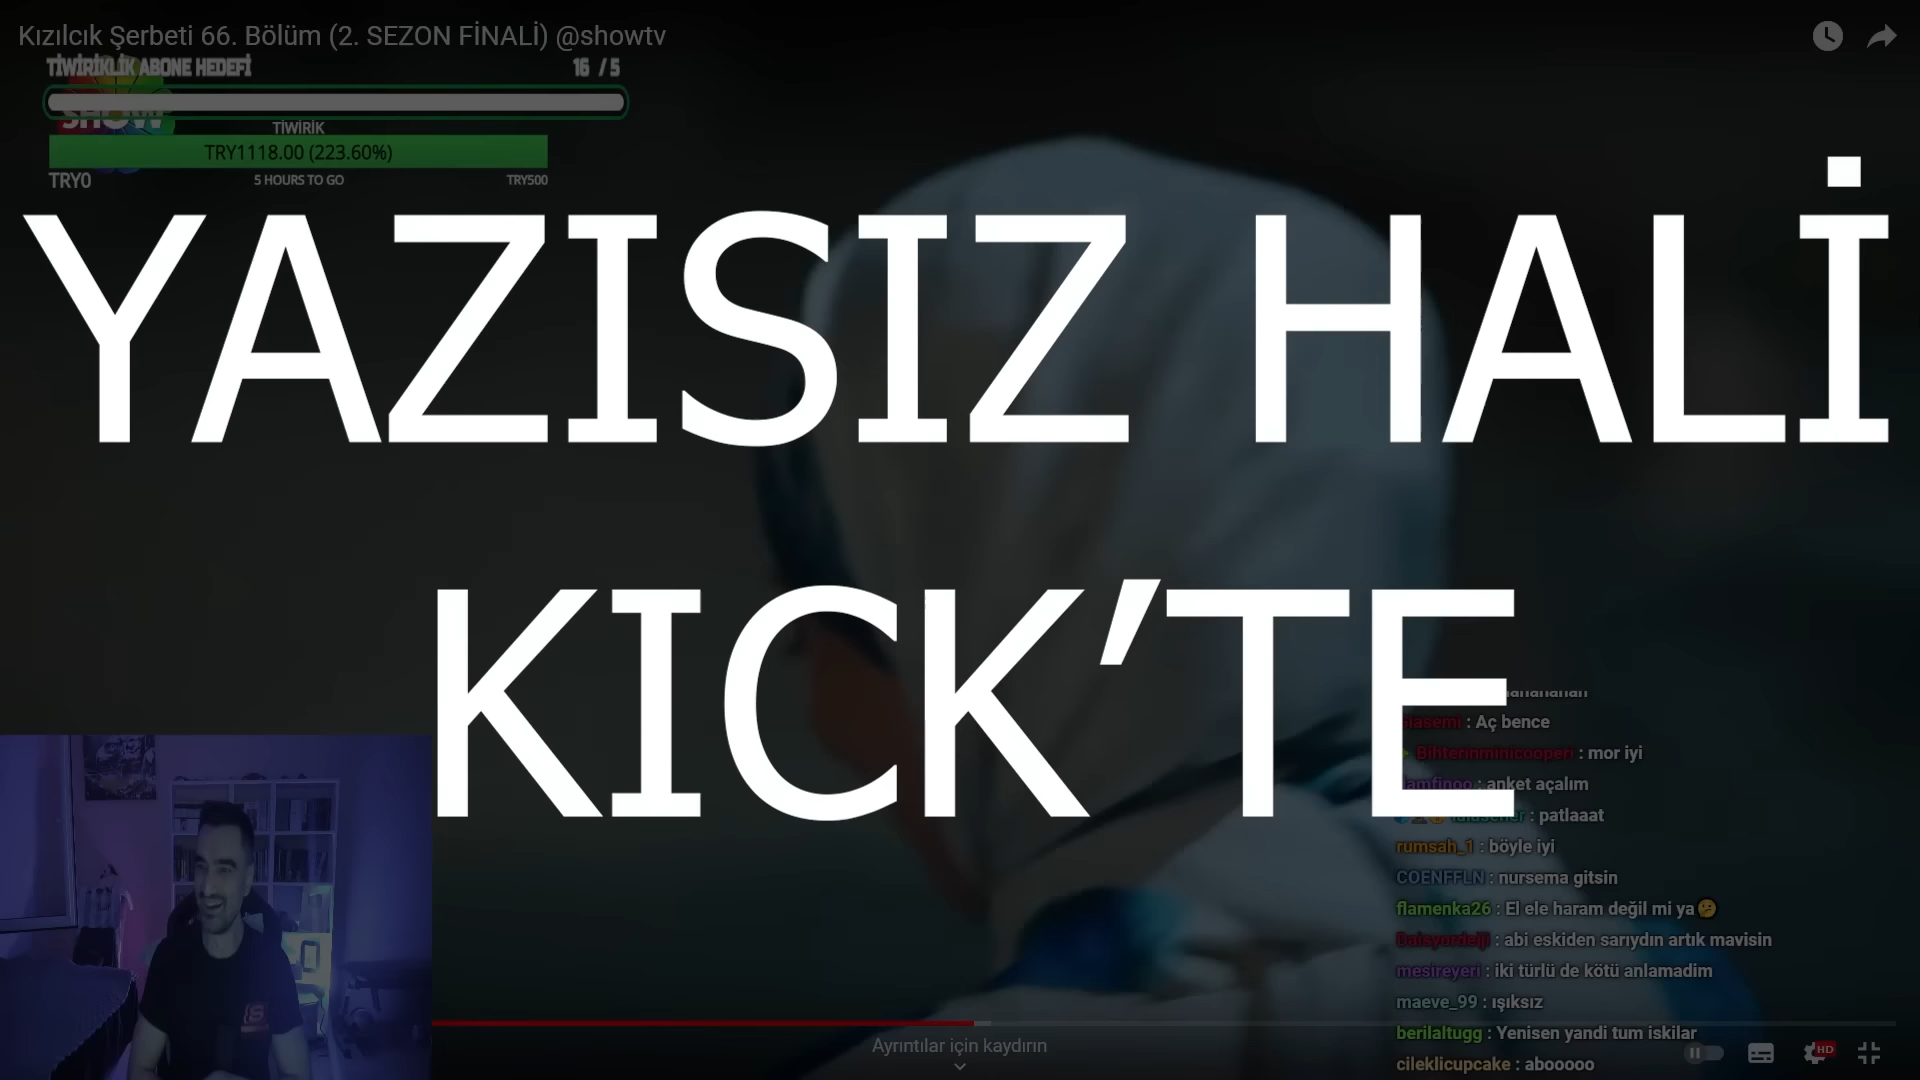 Kızılcık Şerbeti 66. Bölüm (2. SEZON FİNALİ) @showtv
TİWİRİKLİK ABONE HEDEFİ 16 / 5
SHOW
TİWİRİK
TRY1118.00 (223.60%)
TRY0 5 HOURS TO GO TRY500
YAZISIZ HALİ
KICK’TE
: Aç bence
Bihterinminicooperi : mor iyi
: anket açalım
: patlaaat
rumsah_1 : böyle iyi
COENFFLN : nursema gitsin
flamenka26 : El ele haram değil mi ya🤔
Daisyordeiji : abi eskiden sarıydın artık mavisin
mesireyeri : iki türlü de kötü anlamadim
maeve_99 : ışıksız
berilaltugg : Yenisen yandi tum iskilar
cileklicupcake : abooooo
Ayrıntılar için kaydırın
HD